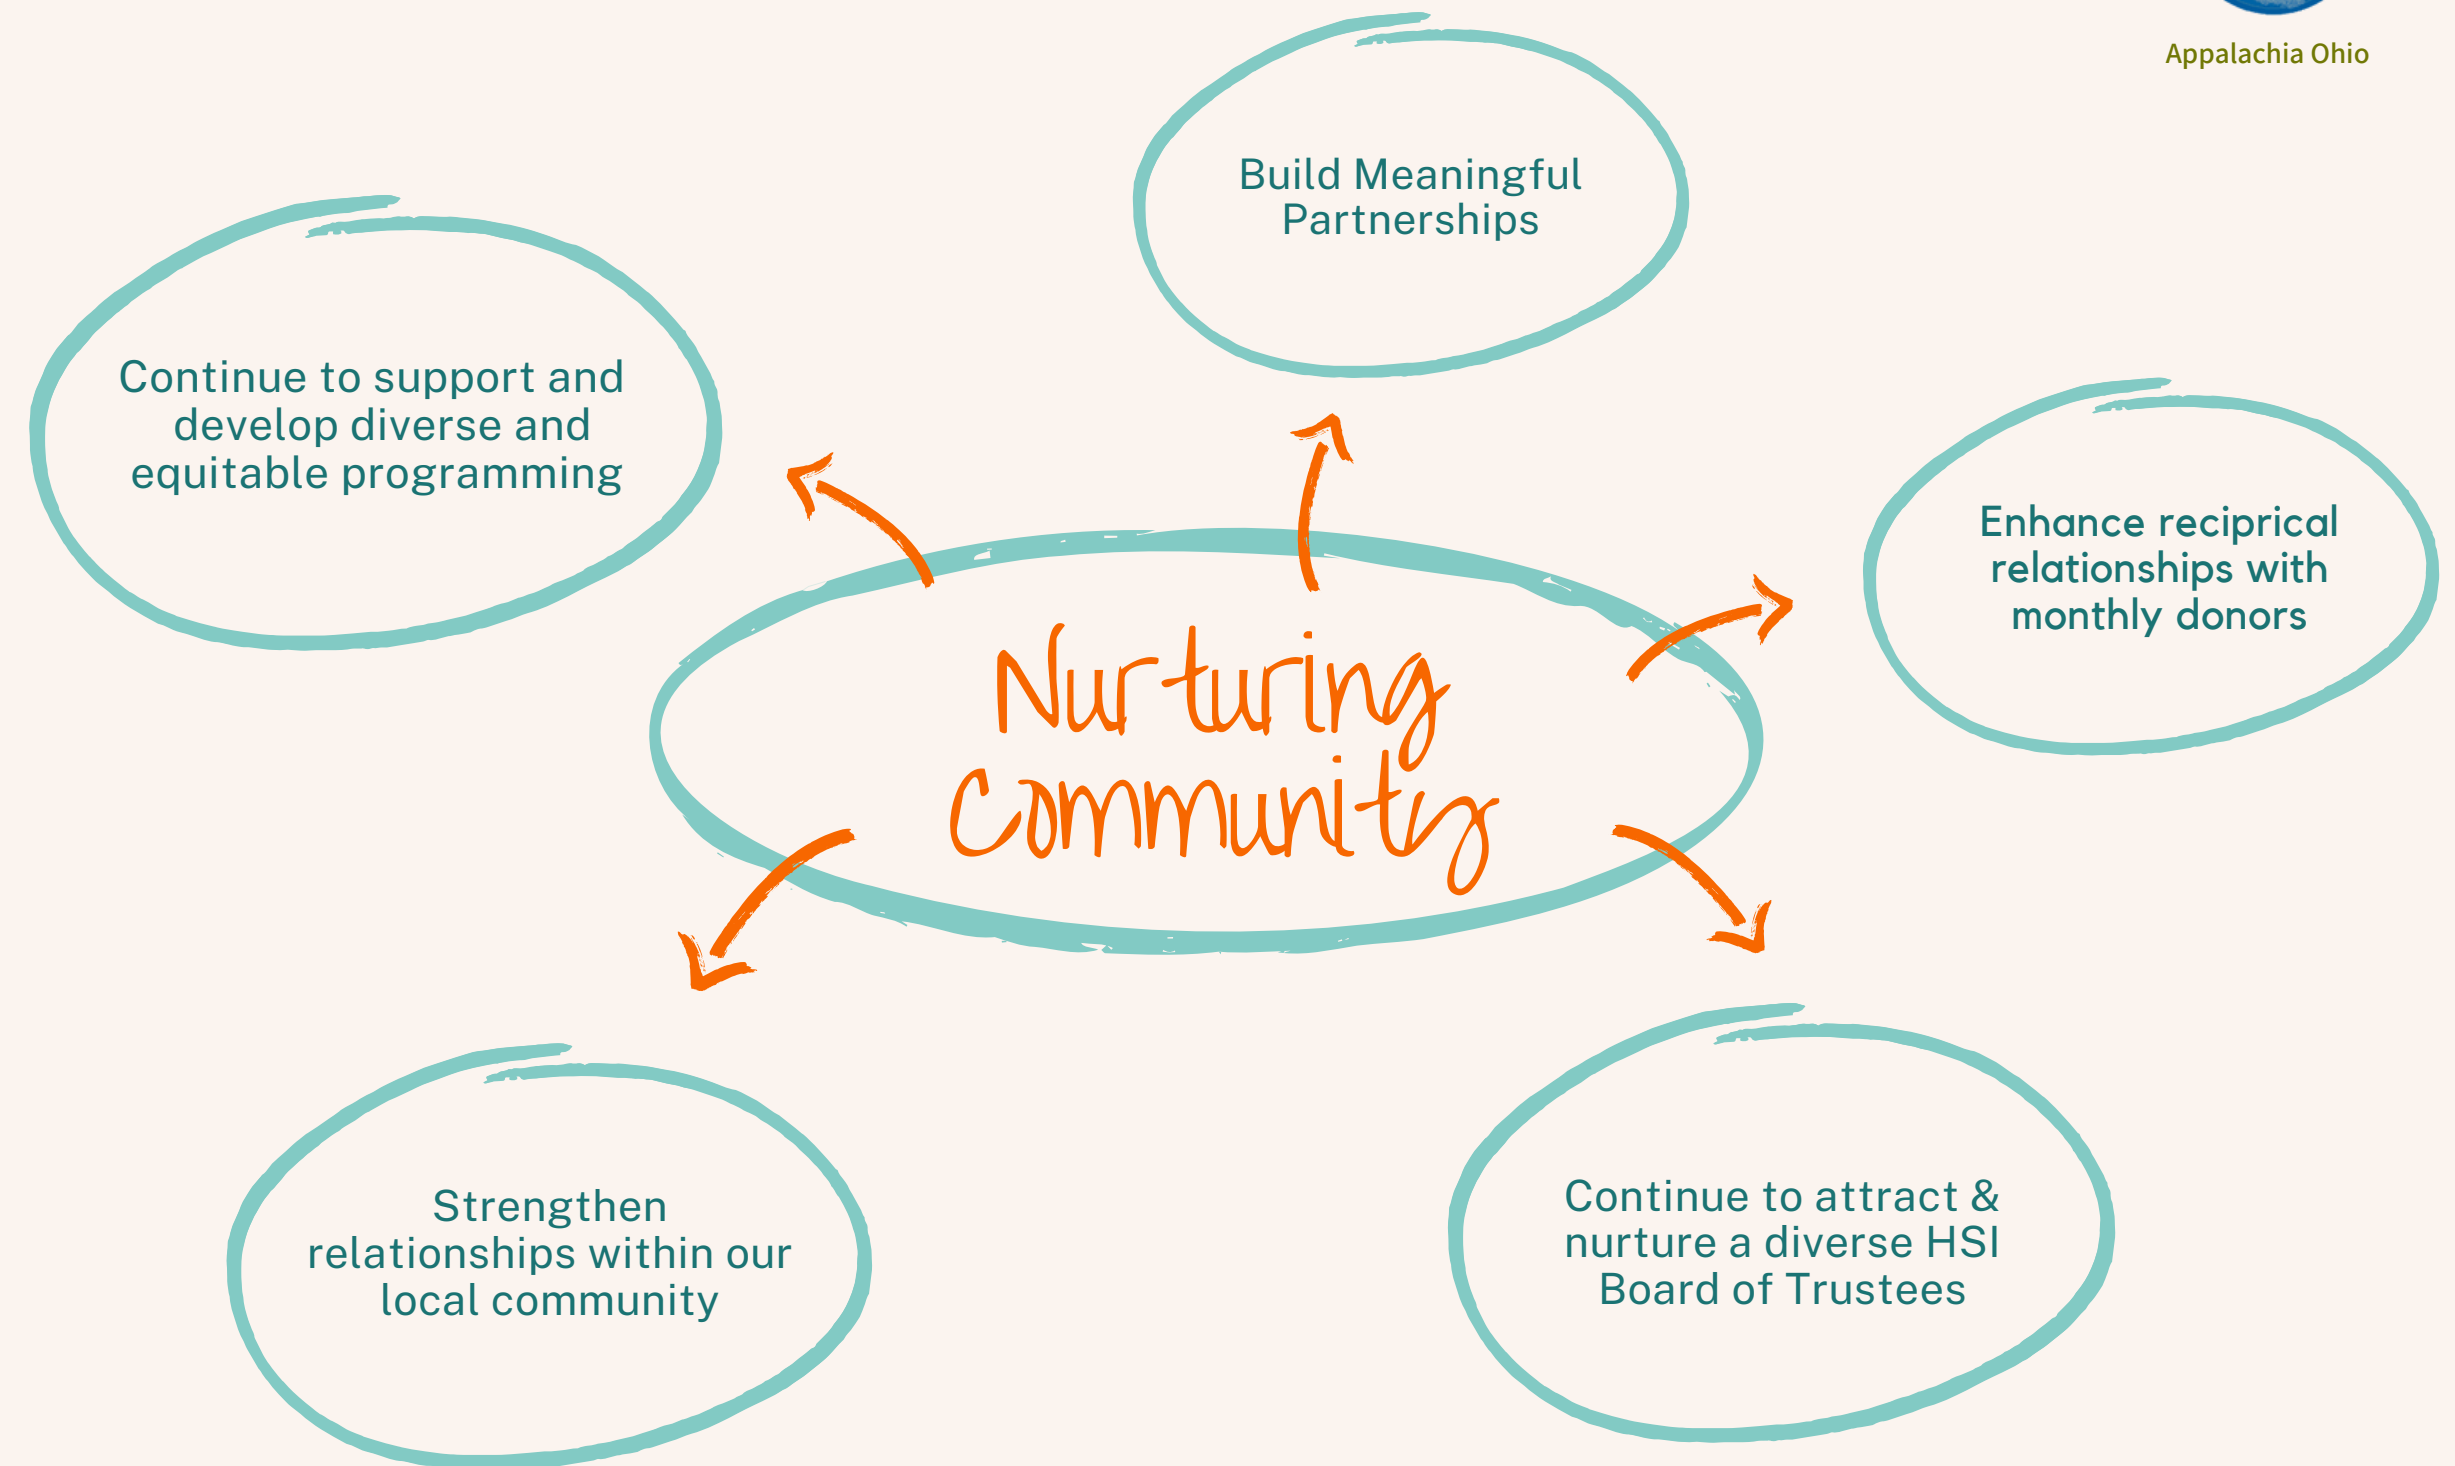 Appalachia Ohio
Build Meaningful
Partnerships
Continue to support and
develop diverse and
equitable programming
Enhance reciprical
relationships with
monthly donors
Nurturing
Community
Strengthen
relationships within our
local community
Continue to attract &
nurture a diverse HSI
Board of Trustees